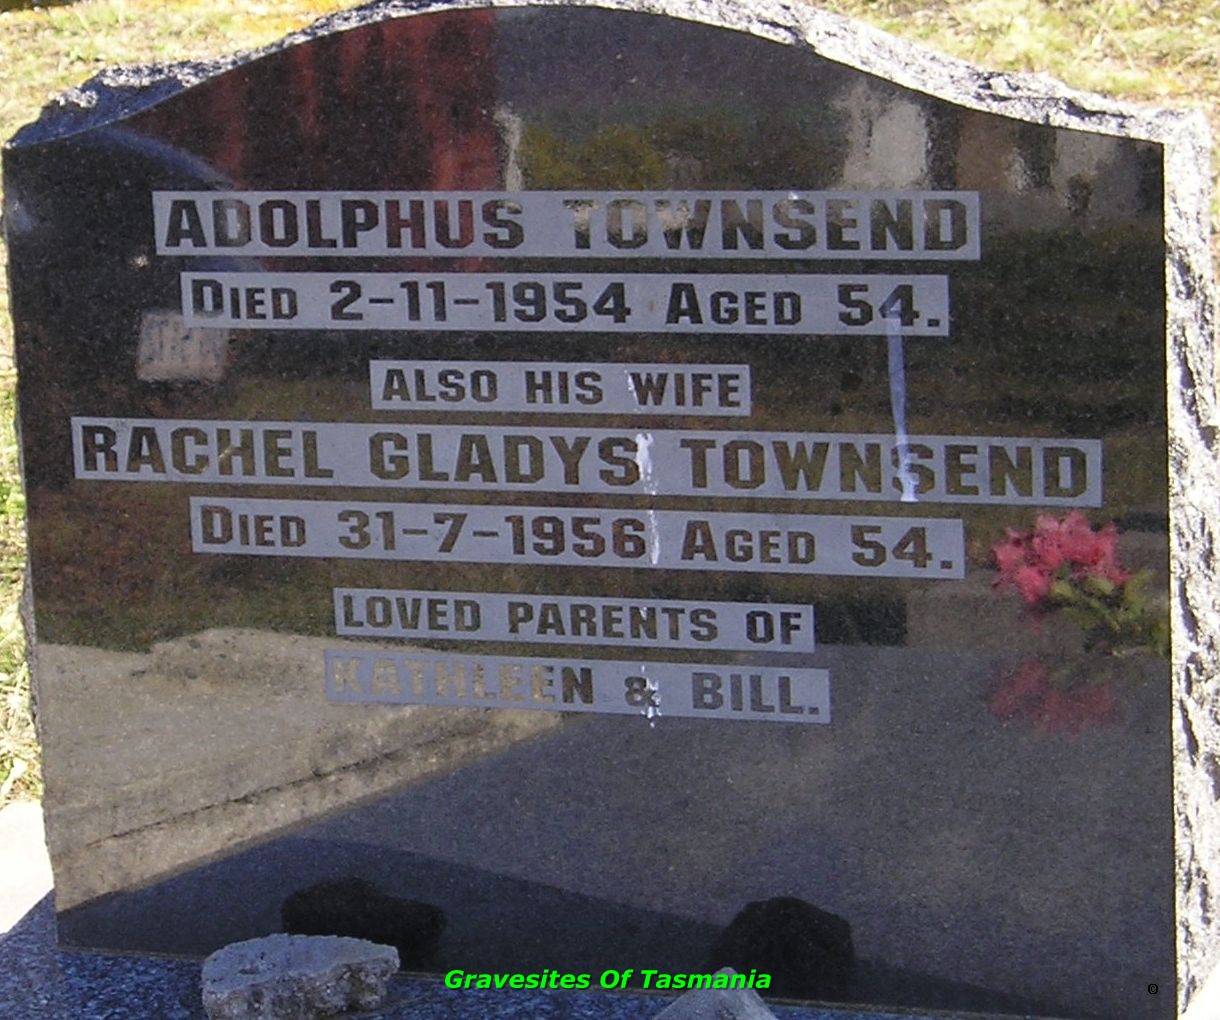 ADOLPHUS TOWNSEND
DIED 2-11-1954 AGED 54.
ALSO HIS WIFE
RACHEL GLADYS TOWNSEND
DIED 31-7-1956 AGED 54.
LOVED PARENTS OF
KATHLEEN & BILL.
Gravesites Of Tasmania
©